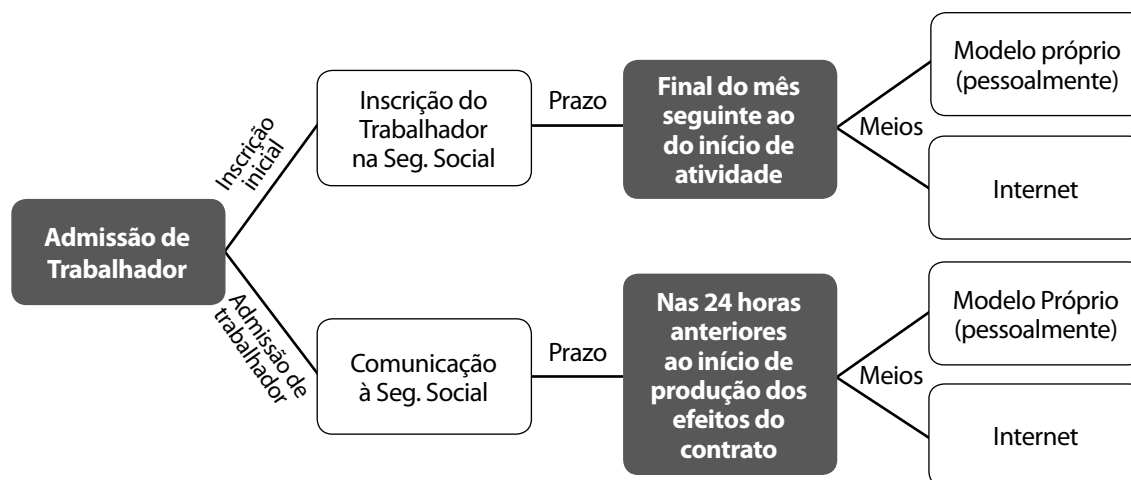 Admissão de
Trabalhador
Inscrição
inicial
Inscrição do
Trabalhador
na Seg. Social
Prazo
Final do mês
seguinte ao
do início de
atividade
Meios
Modelo próprio
(pessoalmente)
Internet
Admissão de
trabalhador
Comunicação
à Seg. Social
Prazo
Nas 24 horas
anteriores
ao início de
produção dos
efeitos do
contrato
Meios
Modelo Próprio
(pessoalmente)
Internet